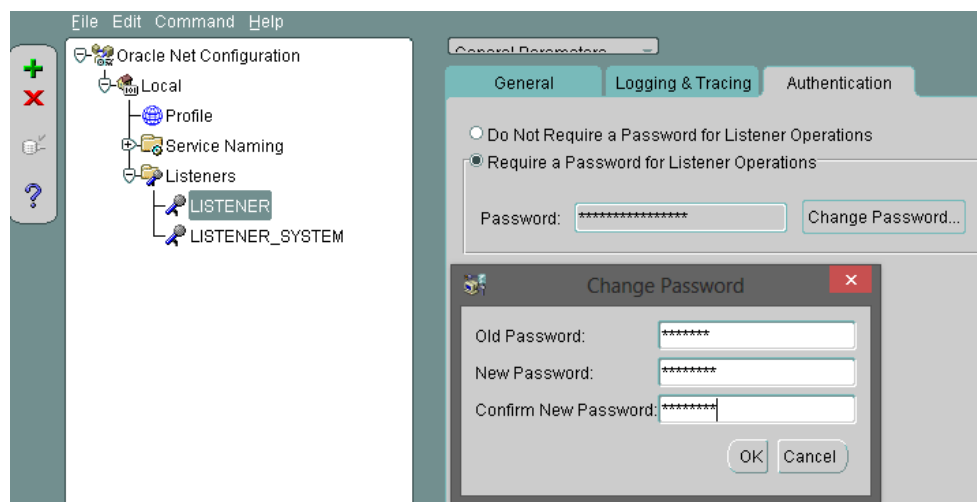 File Edit Command Help
Oracle Net Configuration
Local
Profile
Service Naming
Listeners
LISTENER
LISTENER_SYSTEM
General Parameters
General Logging & Tracing Authentication
Do Not Require a Password for Listener Operations
Require a Password for Listener Operations
Password: **************** Change Password...
Change Password
Old Password: *******
New Password: ********
Confirm New Password: ********
OK Cancel